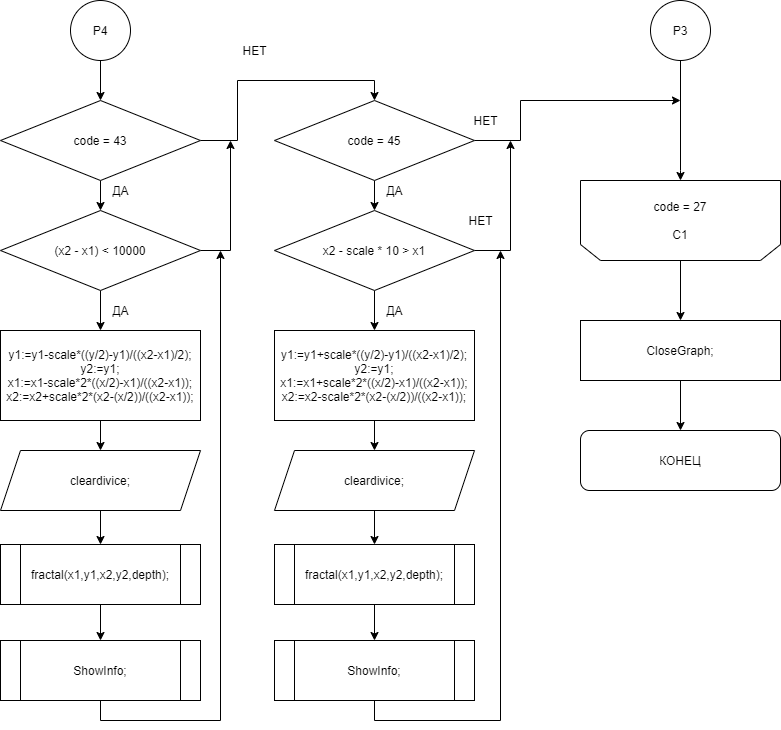 P4
code = 43
НЕТ
ДА
(x2 - x1) < 10000
ДА
y1:=y1-scale*((y/2)-y1)/((x2-x1)/2);
y2:=y1;
x1:=x1-scale*2*((x/2)-x1)/((x2-x1));
x2:=x2+scale*2*(x2-(x/2))/((x2-x1));
cleardivice;
fractal(x1,y1,x2,y2,depth);
ShowInfo;
code = 45
НЕТ
ДА
x2 - scale * 10 > x1
НЕТ
ДА
y1:=y1+scale*((y/2)-y1)/((x2-x1)/2);
y2:=y1;
x1:=x1+scale*2*((x/2)-x1)/((x2-x1));
x2:=x2-scale*2*(x2-(x/2))/((x2-x1));
cleardivice;
fractal(x1,y1,x2,y2,depth);
ShowInfo;
P3
code = 27
C1
CloseGraph;
КОНЕЦ